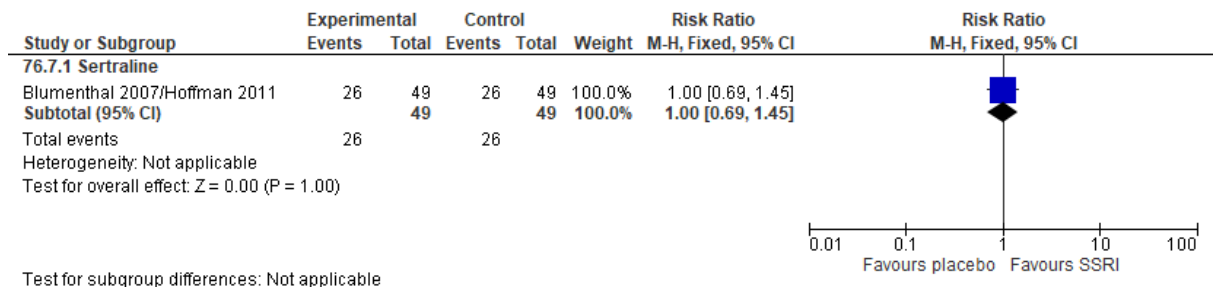 Experimental Control Risk Ratio Risk Ratio
Study or Subgroup Events Total Events Total Weight M-H, Fixed, 95% CI M-H, Fixed, 95% CI
76.7.1 Sertraline
Blumenthal 2007/Hoffman 2011 26 49 26 49 100.0% 1.00 [0.69, 1.45]
Subtotal (95% CI) 49 49 100.0% 1.00 [0.69, 1.45]
Total events 26 26
Heterogeneity: Not applicable
Test for overall effect: Z = 0.00 (P = 1.00)
0.01 0.1 1 10 100
Favours placebo Favours SSRI
Test for subgroup differences: Not applicable